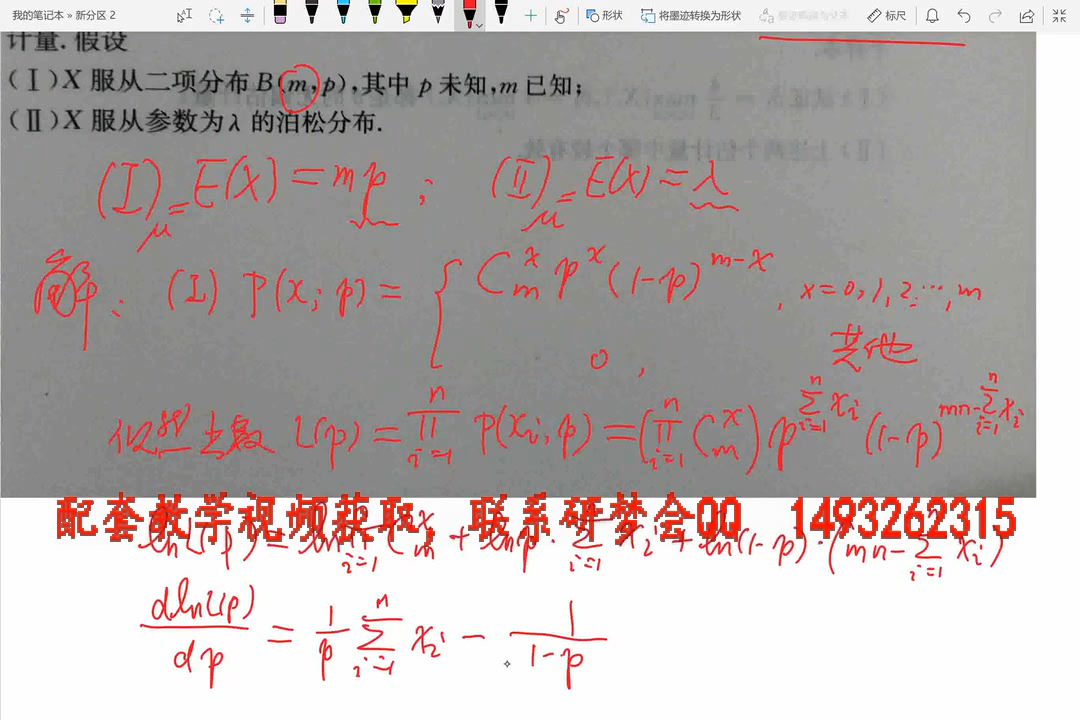 我的笔记本 » 新分区 2
形状
将墨迹转换为形状
标尺
计量. 假设
(Ⅰ) X 服从二项分布 B(m,p),其中 p 未知,m 已知;
(Ⅱ) X 服从参数为 λ 的泊松分布.
(I) μ=E(X)=mp ; (II) μ=E(X)=λ
解: (I) P(x;p) = { C_m^x p^x (1-p)^{m-x}, x=0,1,2,…,m
0, 其他
似然函数 L(p) = ∏_{i=1}^n P(x_i;p) = (∏_{i=1}^n C_m^x) p^{∑_{i=1}^n x_i} (1-p)^{mn-∑_{i=1}^n x_i}
配套教学视频获取, 联系研梦会QQ 1493262315
ln L(p) = ln ∏_{i=1}^n C_m^x + ln p · ∑_{i=1}^n x_i + ln(1-p)·(mn-∑_{i=1}^n x_i)
d ln L(p)/dp = 1/p ∑_{i=1}^n x_i - 1/(1-p)